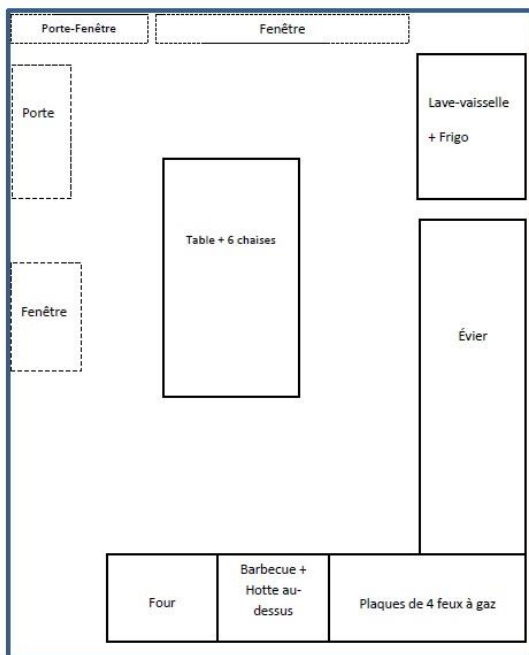 Porte-Fenêtre
Fenêtre
Porte
Lave-vaisselle
+ Frigo
Table + 6 chaises
Fenêtre
Évier
Four
Barbecue +
Hotte au-
dessus
Plaques de 4 feux à gaz